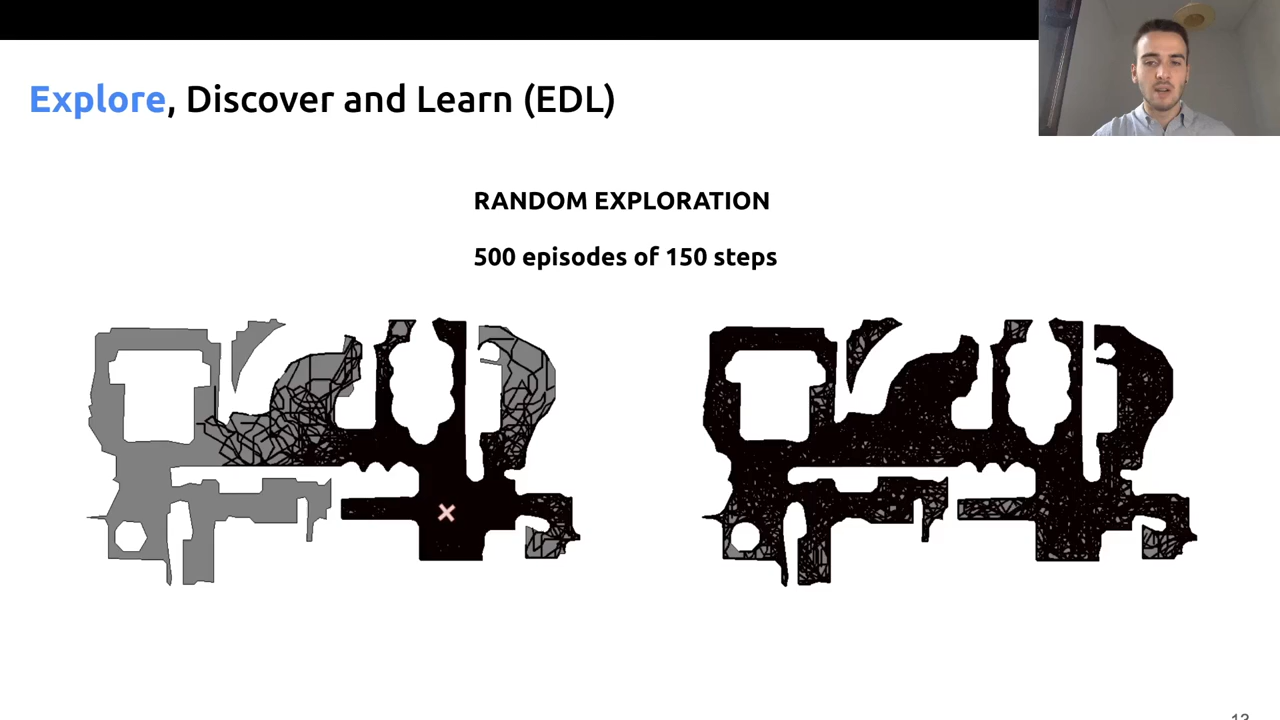 Explore, Discover and Learn (EDL)
RANDOM EXPLORATION
500 episodes of 150 steps